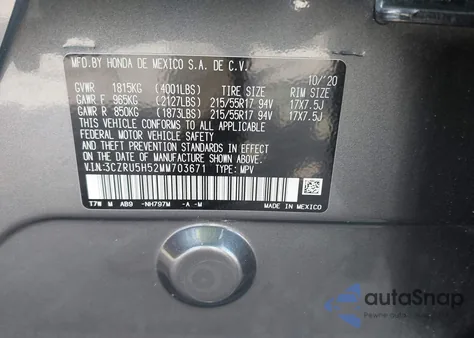 MFD.BY HONDA DE MEXICO S.A. DE C.V. 10/'20
GVWR 1815KG (4001LBS) TIRE SIZE RIM SIZE
GAWR F 965KG (2127LBS) 215/55R17 94V 17X7.5J
GAWR R 850KG (1873LBS) 215/55R17 94V 17X7.5J
THIS VEHICLE CONFORMS TO ALL APPLICABLE
FEDERAL MOTOR VEHICLE SAFETY
AND THEFT PREVENTION STANDARDS IN EFFECT
ON THE DATE OF MANUFACTURE SHOWN ABOVE.
V.I.N:3CZRU5H52MM703671 TYPE: MPV
T7W M AB9 -NH797M -A -M MADE IN MEXICO
autoSnap